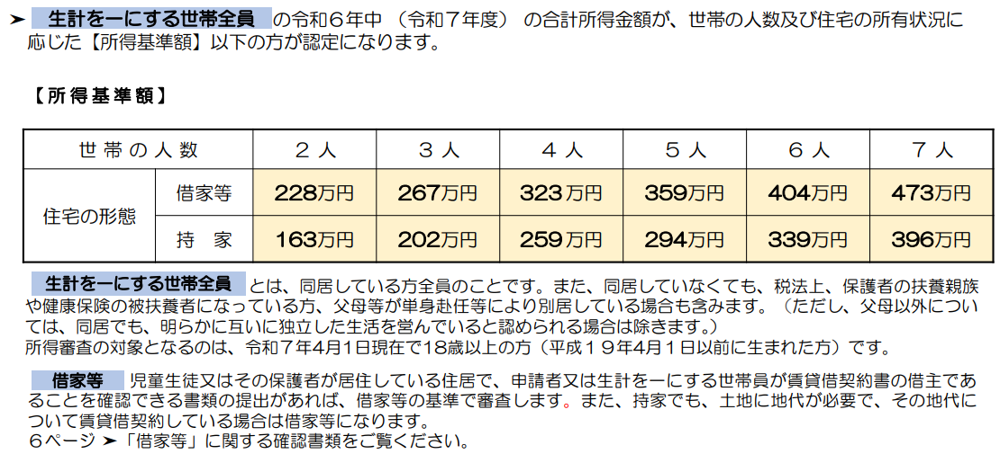 ➤ 生計を一にする世帯全員 の令和６年中 （令和７年度） の合計所得金額が、世帯の人数及び住宅の所有状況に
応じた【所得基準額】以下の方が認定になります。
【所得基準額】
世帯の人数 ２人 ３人 ４人 ５人 ６人 ７人
住宅の形態 借家等 228万円 267万円 323万円 359万円 404万円 473万円
持 家 163万円 202万円 259万円 294万円 339万円 396万円
生計を一にする世帯全員 とは、同居している方全員のことです。また、同居していなくても、税法上、保護者の扶養親族
や健康保険の被扶養者になっている方、父母等が単身赴任等により別居している場合も含みます。（ただし、父母以外につい
ては、同居でも、明らかに互いに独立した生活を営んでいると認められる場合は除きます。）
所得審査の対象となるのは、令和７年4月1日現在で18歳以上の方（平成１９年4月１日以前に生まれた方）です。
借家等 児童生徒又はその保護者が居住している住居で、申請者又は生計を一にする世帯員が賃貸借契約書の借主であ
ることを確認できる書類の提出があれば、借家等の基準で審査します。また、持家でも、土地に地代が必要で、その地代に
ついて賃貸借契約している場合は借家等になります。
６ページ ➤「借家等」に関する確認書類をご覧ください。